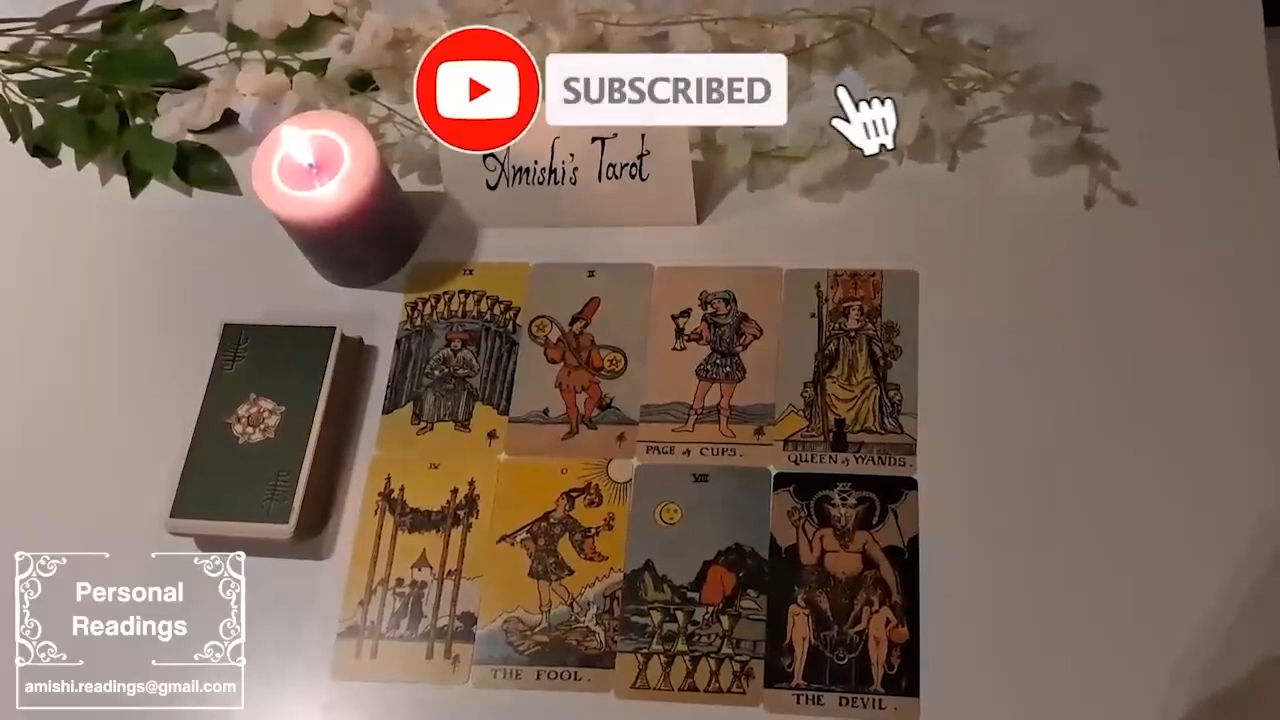 SUBSCRIBED
Amishi's Tarot
IX
II
PAGE of CUPS.
QUEEN of WANDS.
IV
0
VIII
XV
THE FOOL.
THE DEVIL.
Personal
Readings
amishi.readings@gmail.com